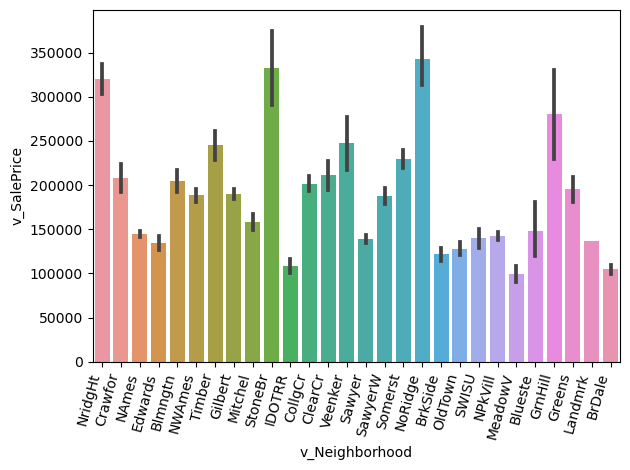 350000
300000
250000
200000
150000
100000
50000
0
v_SalePrice
NridgHt
Crawfor
NAmes
Edwards
Blmngtn
NWAmes
Timber
Gilbert
Mitchel
StoneBr
IDOTRR
CollgCr
ClearCr
Veenker
Sawyer
SawyerW
Somerst
NoRidge
BrkSide
OldTown
SWISU
NPkVill
MeadowV
Blueste
GrnHill
Greens
Landmrk
BrDale
v_Neighborhood